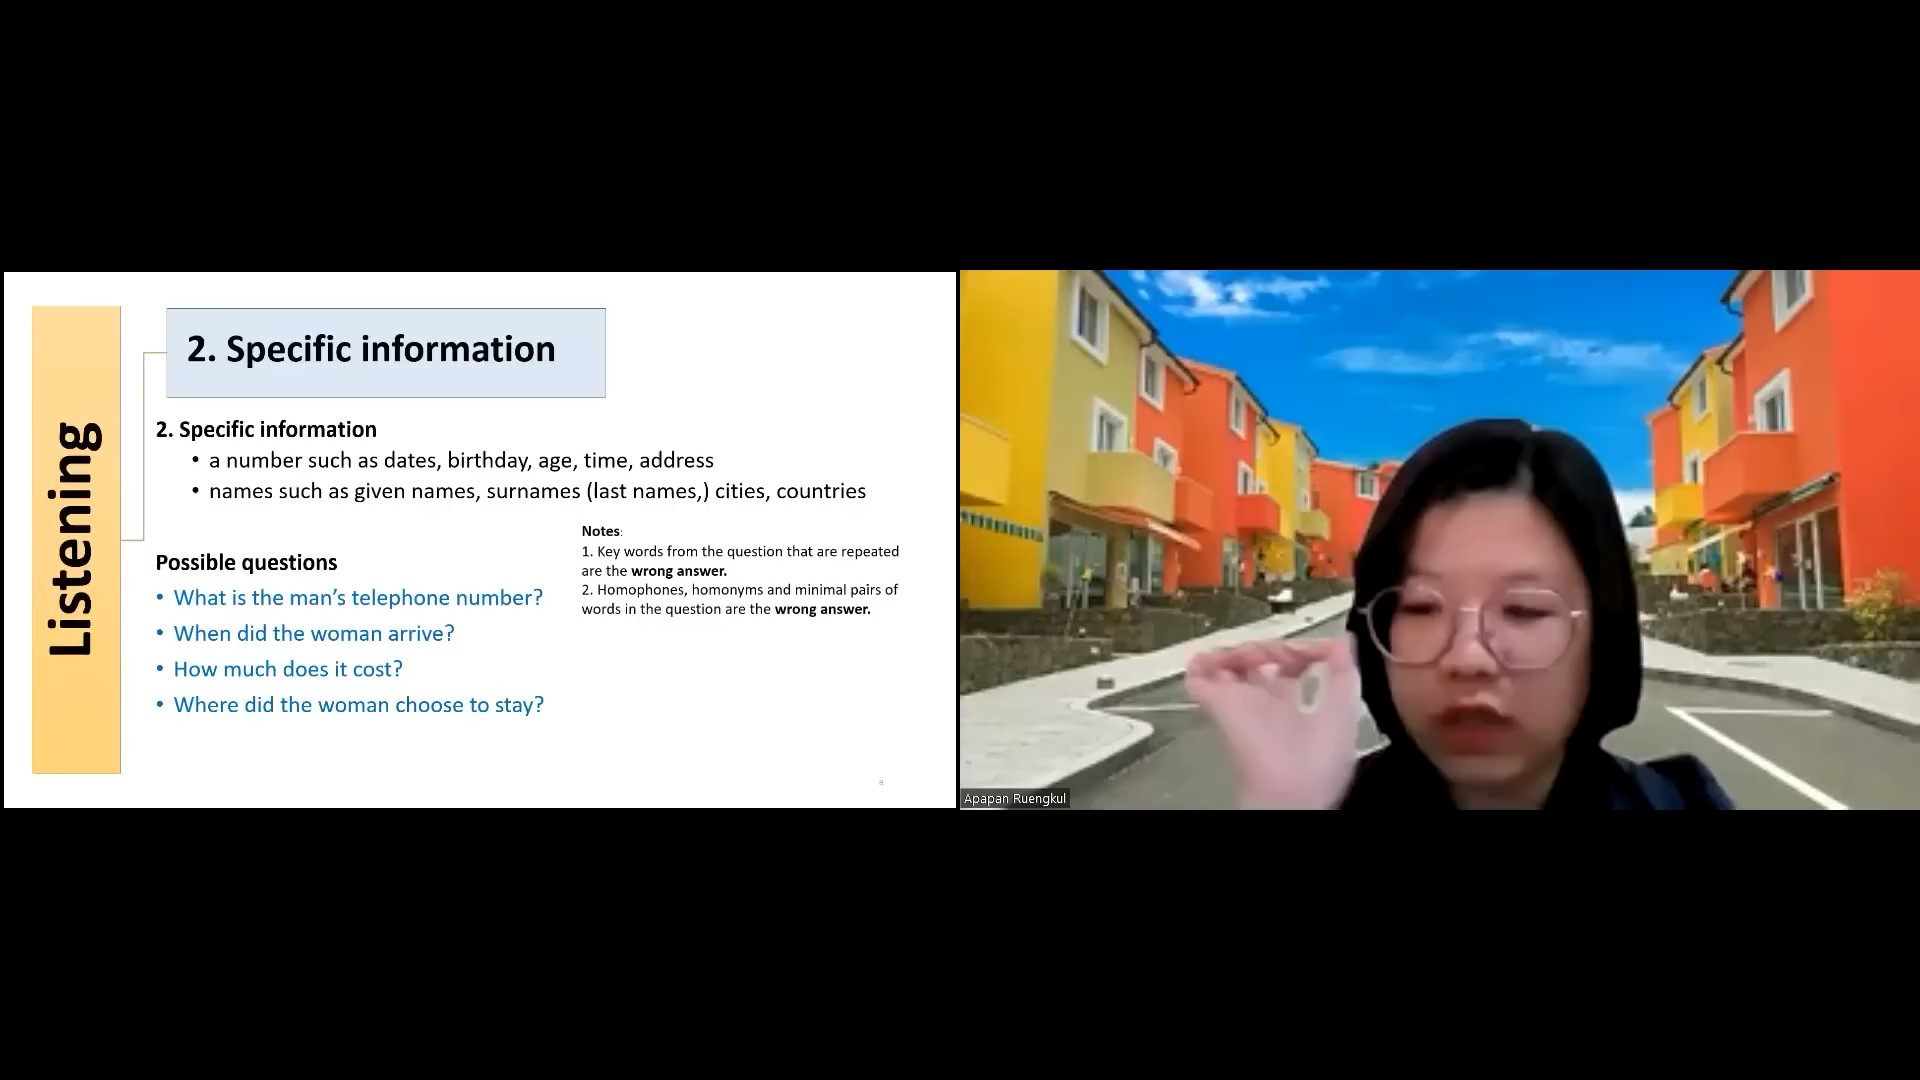 Listening
2. Specific information
2. Specific information
• a number such as dates, birthday, age, time, address
• names such as given names, surnames (last names,) cities, countries
Possible questions
• What is the man’s telephone number?
• When did the woman arrive?
• How much does it cost?
• Where did the woman choose to stay?
Notes:
1. Key words from the question that are repeated
are the wrong answer.
2. Homophones, homonyms and minimal pairs of
words in the question are the wrong answer.
8
Apapan Ruengkul